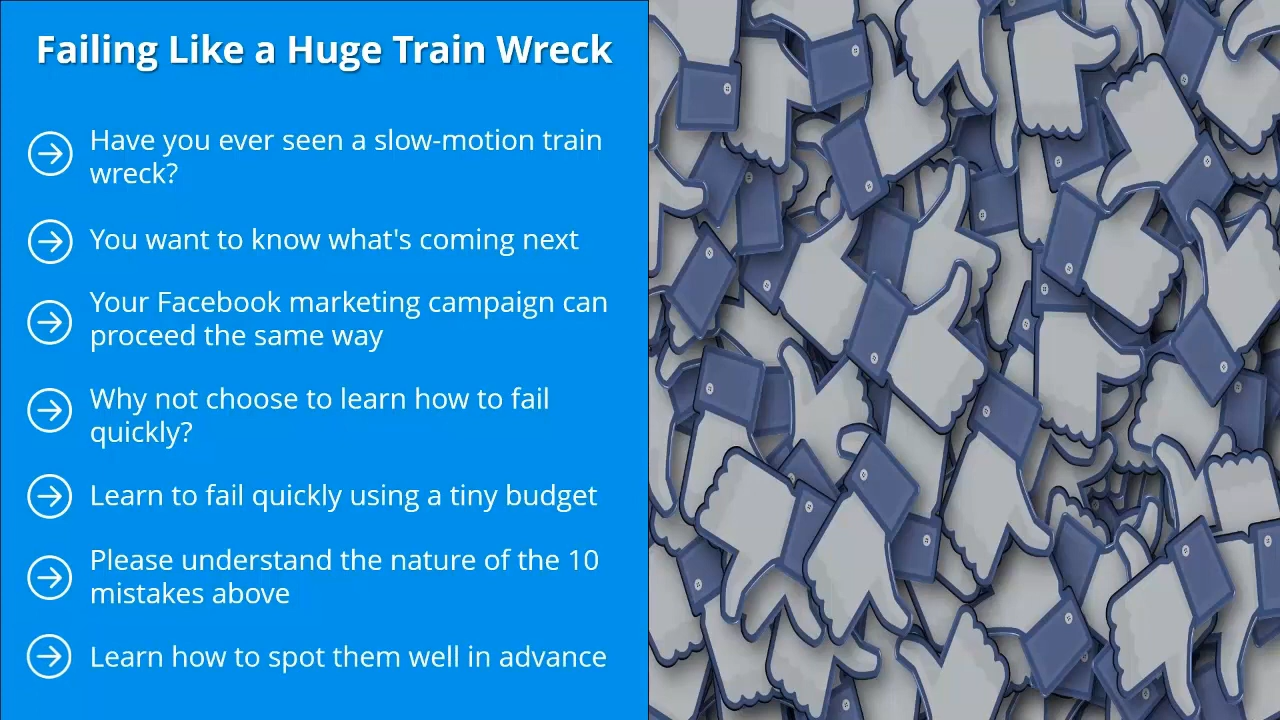 Failing Like a Huge Train Wreck
Have you ever seen a slow-motion train
wreck?
You want to know what's coming next
Your Facebook marketing campaign can
proceed the same way
Why not choose to learn how to fail
quickly?
Learn to fail quickly using a tiny budget
Please understand the nature of the 10
mistakes above
Learn how to spot them well in advance